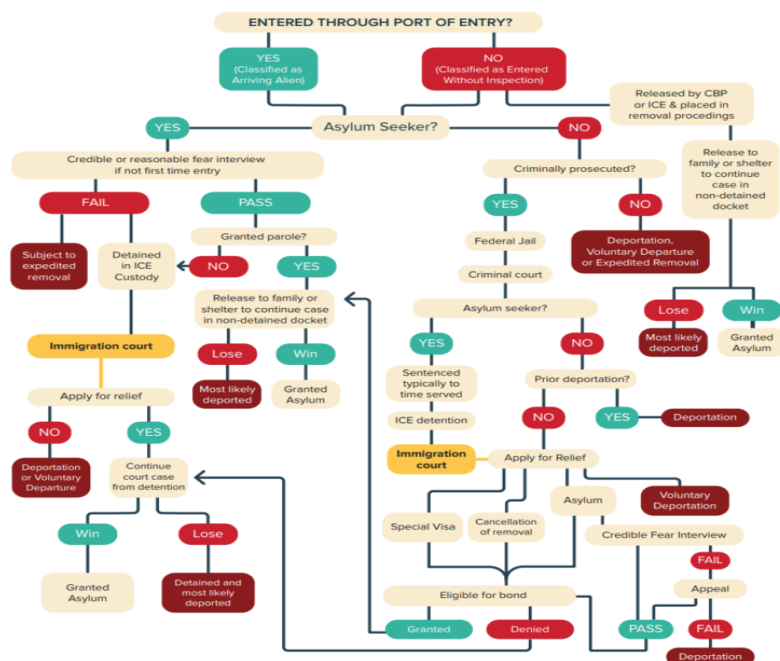 ENTERED THROUGH PORT OF ENTRY?
YES
(Classified as
Arriving Alien)
NO
(Classified as Entered
Without Inspection)
Released by CBP
or ICE & placed in
removal procedings
YES
Asylum Seeker?
NO
Credible or reasonable fear interview
if not first time entry
Criminally prosecuted?
Release to
family or shelter
to continue
case in
non-detained
docket
FAIL
PASS
YES
NO
Subject to
expedited
removal
Detained
in ICE
Custody
Granted parole?
NO
YES
Federal Jail
Deportation,
Voluntary Departure
or Expedited Removal
Criminal court
Release to family or
shelter to continue case
in non-detained docket
Asylum seeker?
Lose
Win
Most likely
deported
Granted
Asylum
Immigration court
Lose
Win
Most likely
deported
Granted
Asylum
YES
NO
Sentenced
typically to
time served
Prior deportation?
Apply for relief
NO
YES
ICE detention
NO
YES
Deportation
Deportation
or Voluntary
Departure
Continue
court case
from detention
Immigration
court
Apply for Relief
Special Visa
Cancellation
of removal
Asylum
Voluntary
Deportation
Win
Lose
Credible Fear Interview
Granted
Asylum
Detained and
most likely
deported
FAIL
Appeal
Eligible for bond
Granted
Denied
PASS
FAIL
Deportation